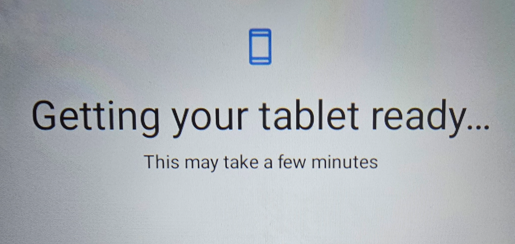 Getting your tablet ready...
This may take a few minutes